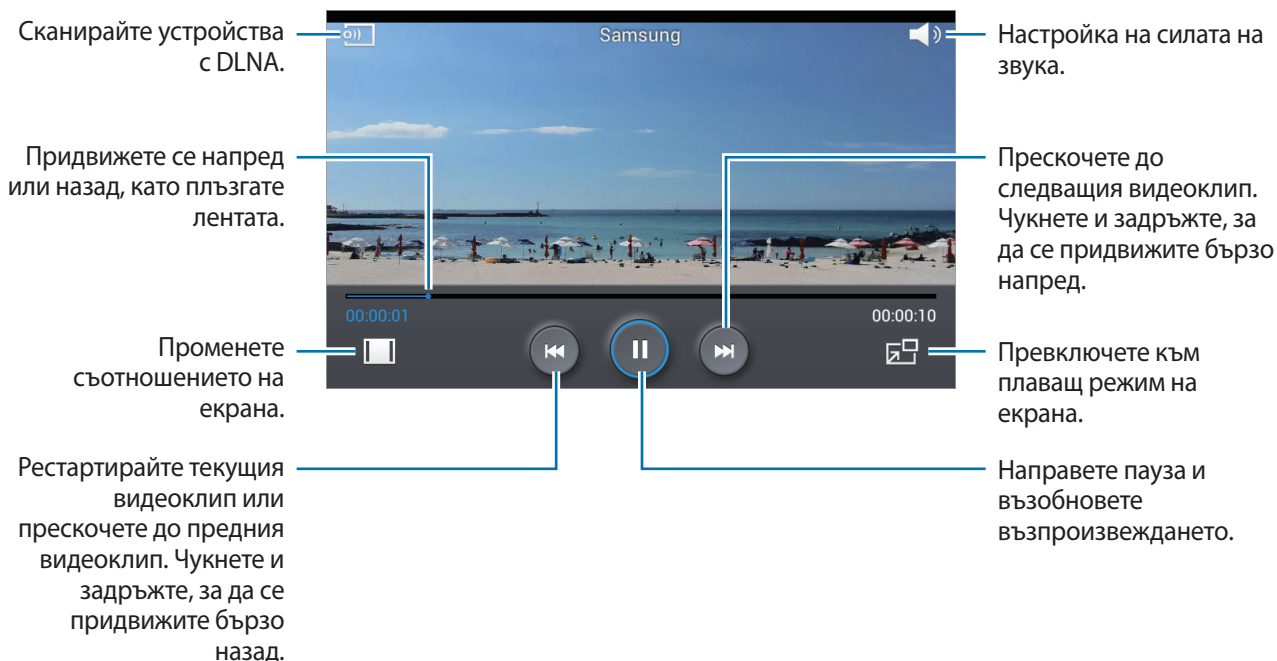 Сканирайте устройства
с DLNA.
Samsung
Настройка на силата на
звука.
Придвижете се напред
или назад, като плъзгате
лентата.
Прескочете до
следващия видеоклип.
Чукнете и задръжте, за
да се придвижите бързо
напред.
00:00:01
00:00:10
Променете
съотношението на
екрана.
Превключете към
плаващ режим на
екрана.
Рестартирайте текущия
видеоклип или
прескочете до предния
видеоклип. Чукнете и
задръжте, за да се
придвижите бързо
назад.
Направете пауза и
възобновете
възпроизвеждането.